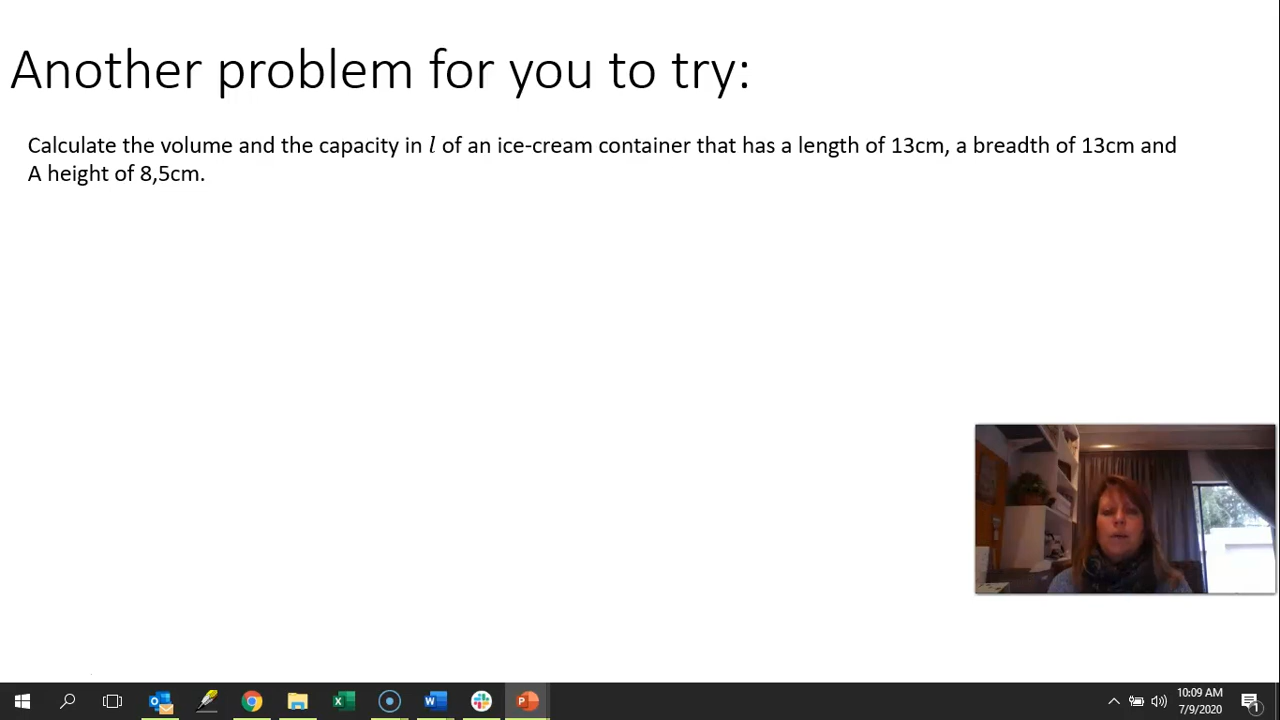 Another problem for you to try:
Calculate the volume and the capacity in l of an ice-cream container that has a length of 13cm, a breadth of 13cm and
A height of 8,5cm.
10:09 AM
7/9/2020